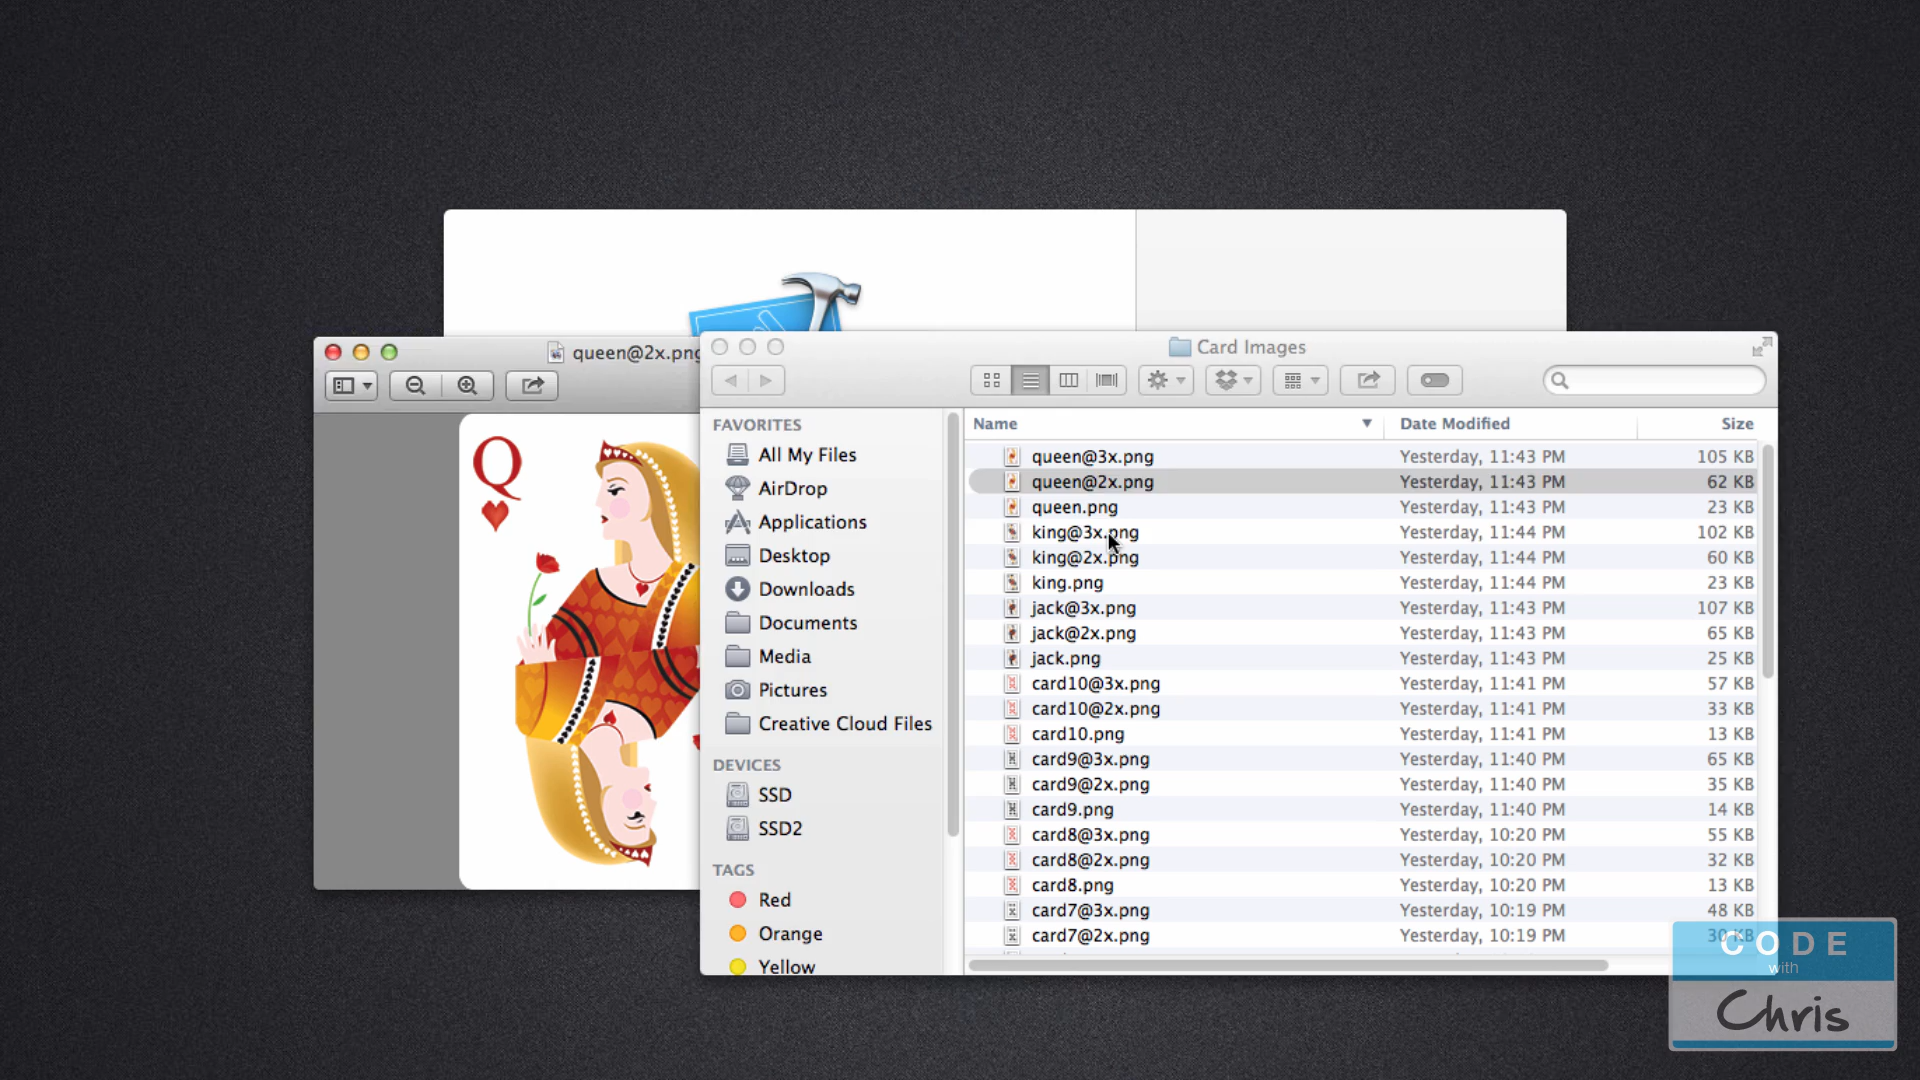 queen@2x.png
Q
Card Images
FAVORITES
All My Files
AirDrop
Applications
Desktop
Downloads
Documents
Media
Pictures
Creative Cloud Files
DEVICES
SSD
SSD2
TAGS
Red
Orange
Yellow
Name Date Modified Size
queen@3x.png Yesterday, 11:43 PM 105 KB
queen@2x.png Yesterday, 11:43 PM 62 KB
queen.png Yesterday, 11:43 PM 23 KB
king@3x.png Yesterday, 11:44 PM 102 KB
king@2x.png Yesterday, 11:44 PM 60 KB
king.png Yesterday, 11:44 PM 23 KB
jack@3x.png Yesterday, 11:43 PM 107 KB
jack@2x.png Yesterday, 11:43 PM 65 KB
jack.png Yesterday, 11:43 PM 25 KB
card10@3x.png Yesterday, 11:41 PM 57 KB
card10@2x.png Yesterday, 11:41 PM 33 KB
card10.png Yesterday, 11:41 PM 13 KB
card9@3x.png Yesterday, 11:40 PM 65 KB
card9@2x.png Yesterday, 11:40 PM 35 KB
card9.png Yesterday, 11:40 PM 14 KB
card8@3x.png Yesterday, 10:20 PM 55 KB
card8@2x.png Yesterday, 10:20 PM 32 KB
card8.png Yesterday, 10:20 PM 13 KB
card7@3x.png Yesterday, 10:19 PM 48 KB
card7@2x.png Yesterday, 10:19 PM 30 KB
CODE
with
Chris